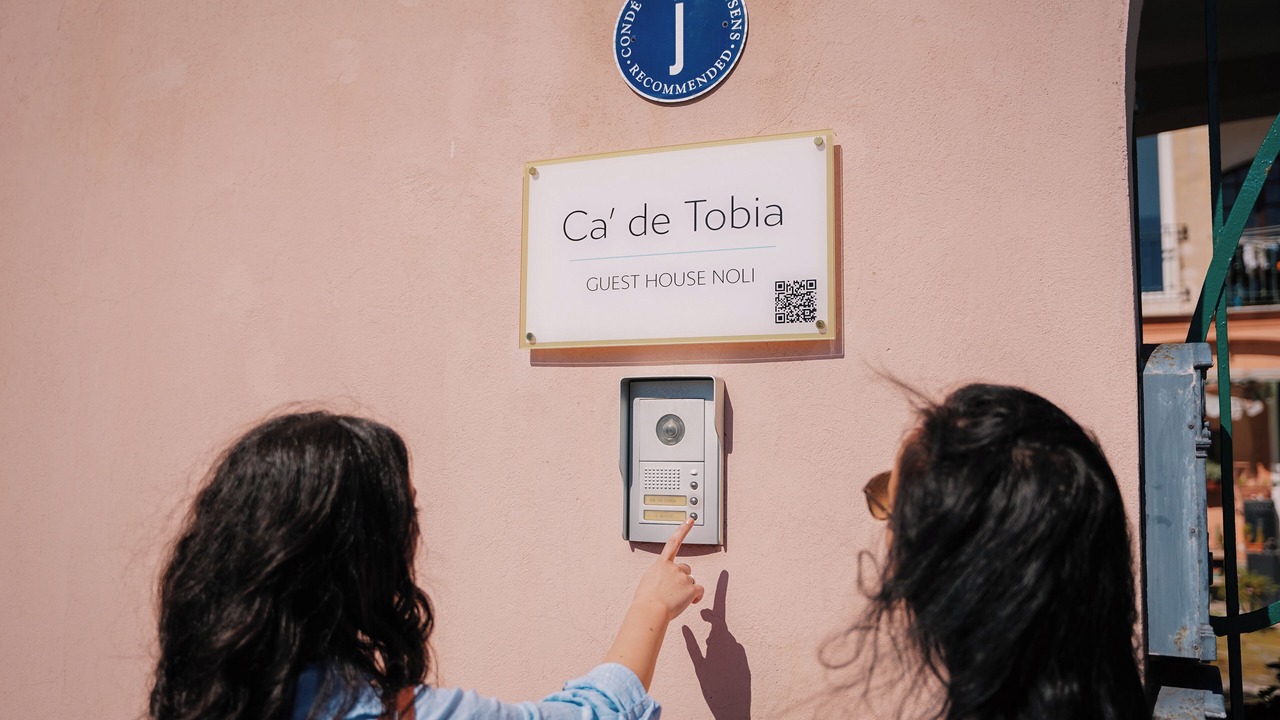 CONDÉ
J
SENS
• RECOMMENDED •
Ca' de Tobia
GUEST HOUSE NOLI